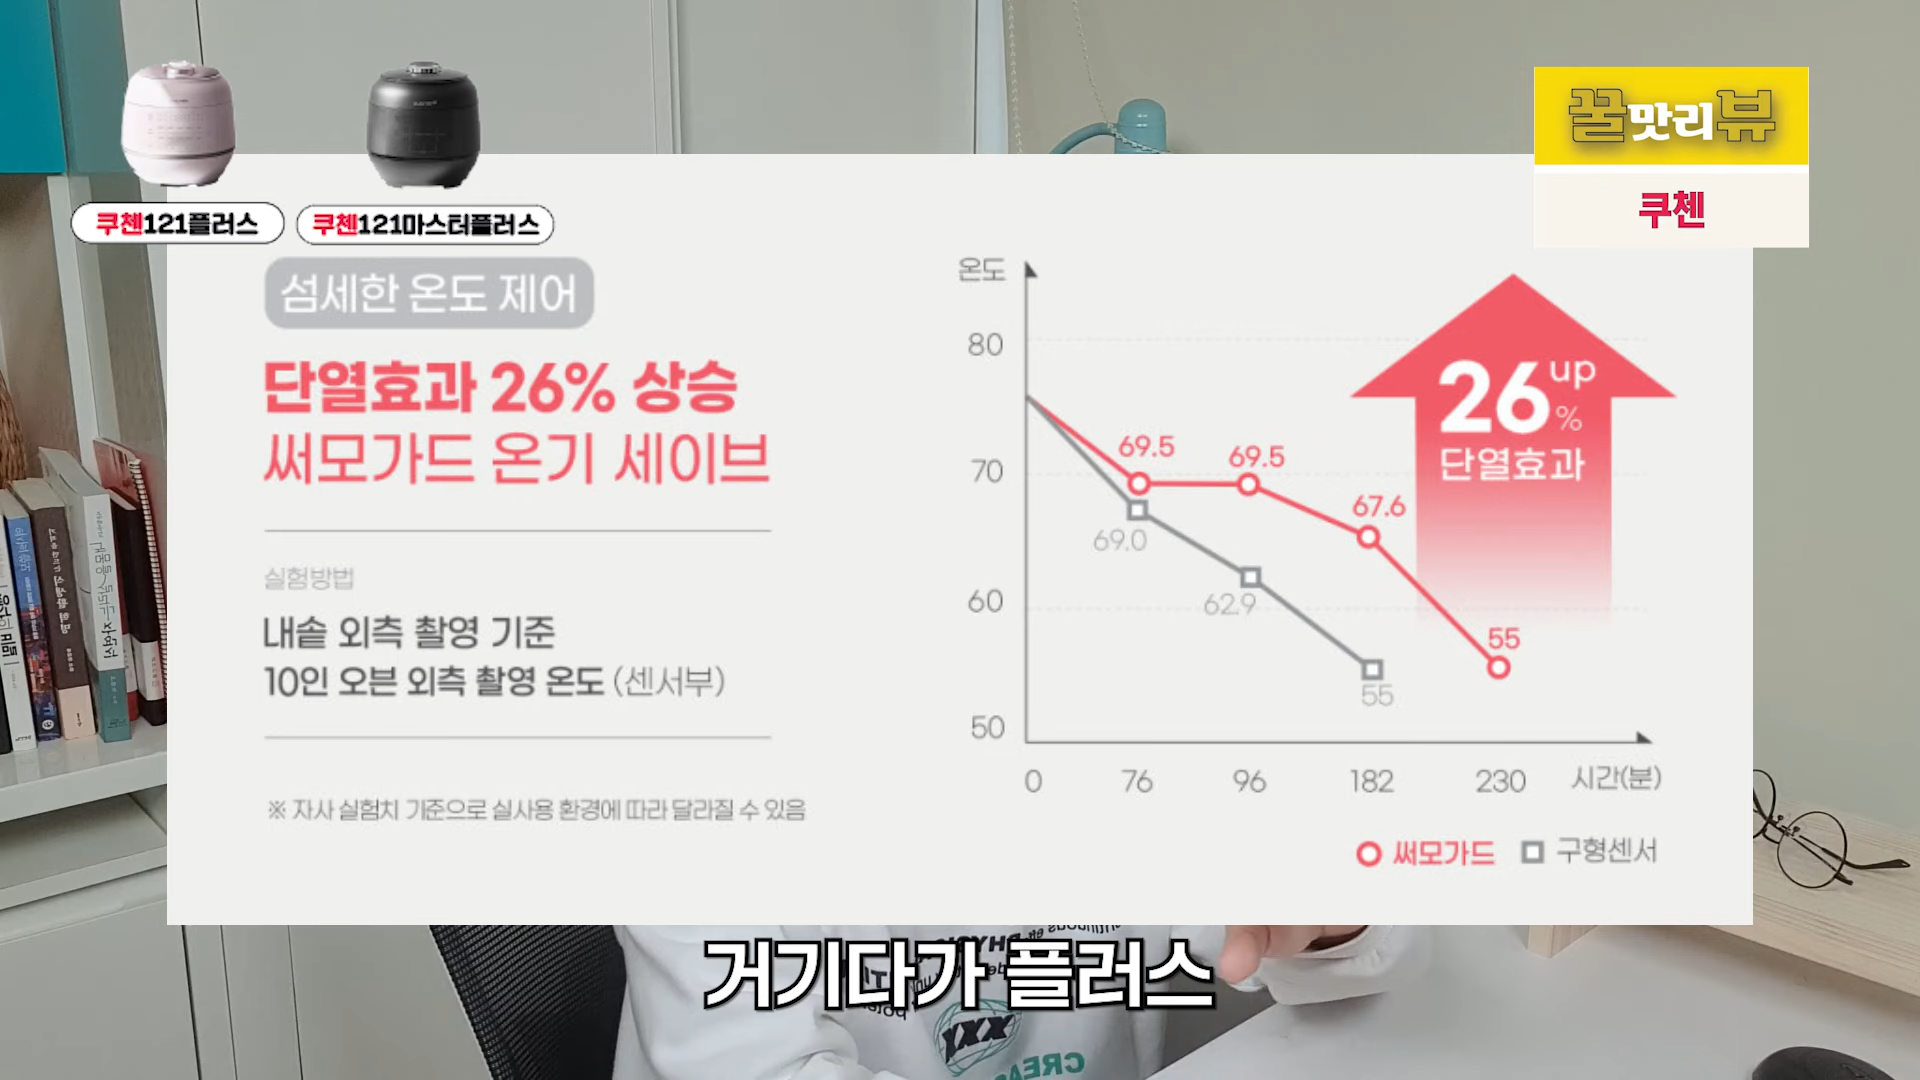 꿀맛리뷰
쿠첸
쿠첸121플러스
쿠첸121마스터플러스
섬세한 온도 제어
단열효과 26% 상승
써모가드 온기 세이브
실험방법
내솥 외측 촬영 기준
10인 오븐 외측 촬영 온도 (센서부)
※ 자사 실험치 기준으로 실사용 환경에 따라 달라질 수 있음
온도
80
70
60
50
69.5
69.5
67.6
55
69.0
62.9
55
26% up
단열효과
0 76 96 182 230 시간(분)
써모가드 구형센서
거기다가 플러스
CREA
XXX